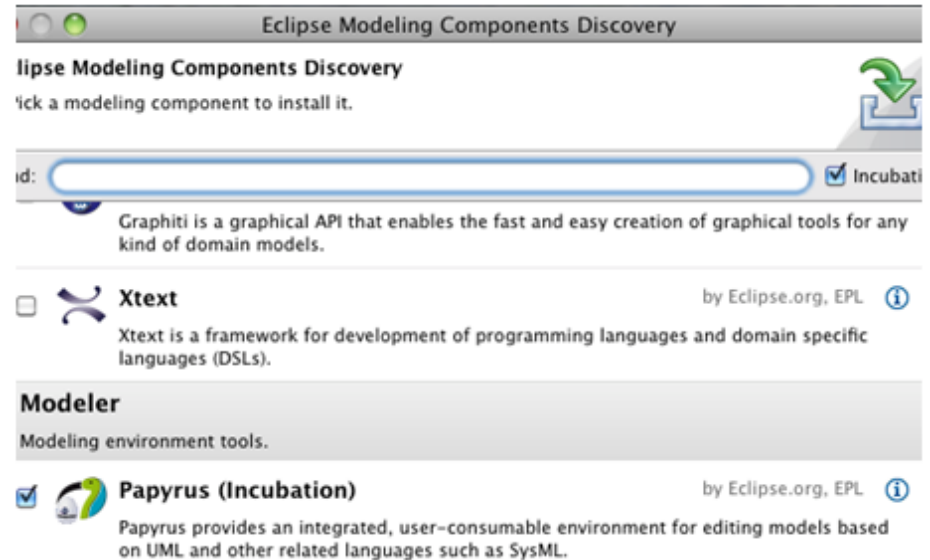 Eclipse Modeling Components Discovery
lipse Modeling Components Discovery
ick a modeling component to install it.
d:
Incubati
Graphiti is a graphical API that enables the fast and easy creation of graphical tools for any
kind of domain models.
Xtext by Eclipse.org, EPL
Xtext is a framework for development of programming languages and domain specific
languages (DSLs).
Modeler
Modeling environment tools.
Papyrus (Incubation) by Eclipse.org, EPL
Papyrus provides an integrated, user-consumable environment for editing models based
on UML and other related languages such as SysML.